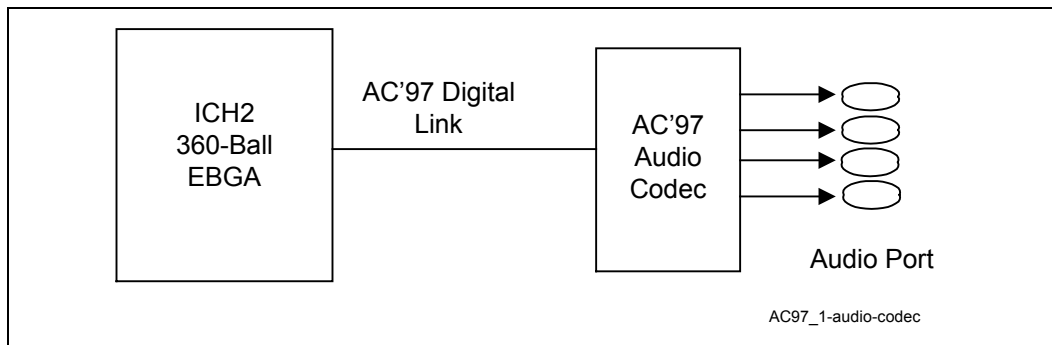 ICH2
360-Ball
EBGA
AC'97 Digital
Link
AC'97
Audio
Codec
Audio Port
AC97_1-audio-codec